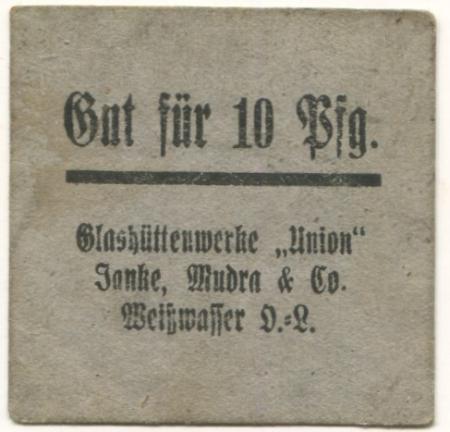 Gut für 10 Pfg.
Glashüttenwerke „Union“
Janke, Mudra & Co.
Weißwasser O.-L.